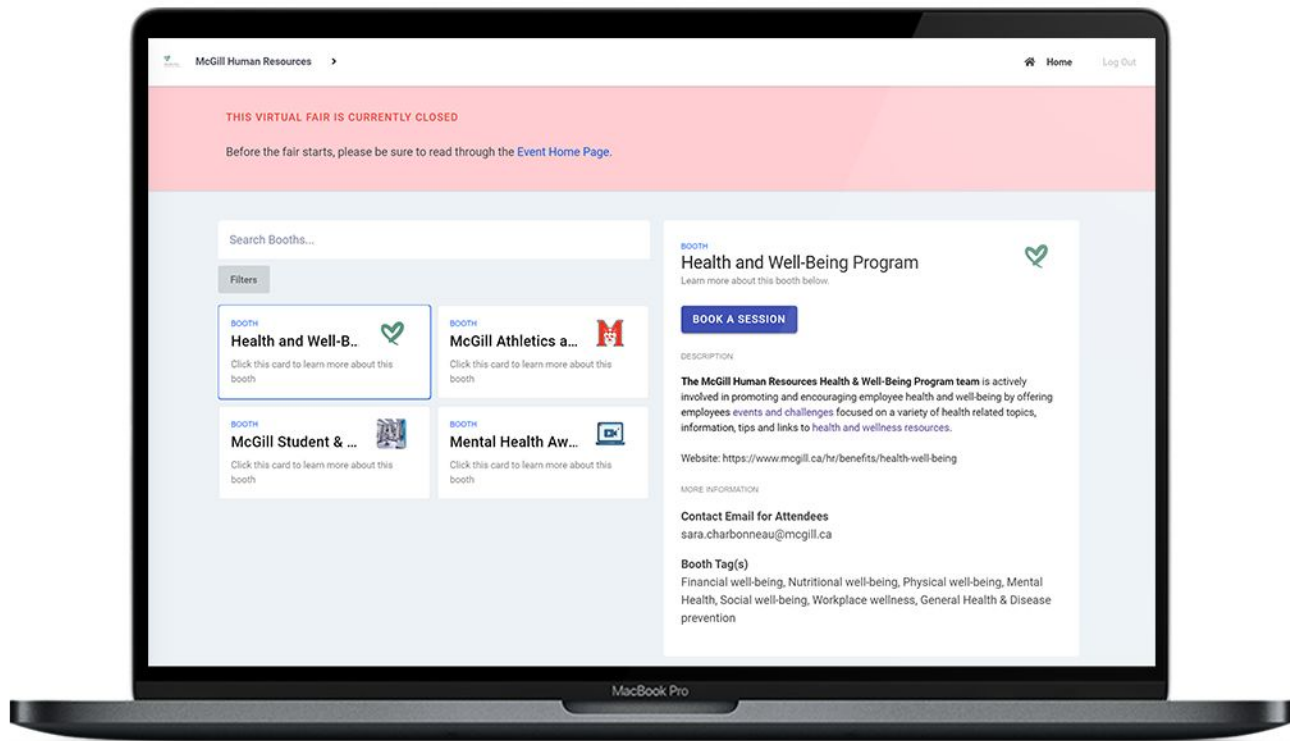 McGill Human Resources >
Home
Log Out
THIS VIRTUAL FAIR IS CURRENTLY CLOSED
Before the fair starts, please be sure to read through the Event Home Page.
Search Booths...
Filters
BOOTH
Health and Well-B..
Click this card to learn more about this
booth
BOOTH
McGill Athletics a...
Click this card to learn more about this
booth
BOOTH
McGill Student & ...
Click this card to learn more about this
booth
BOOTH
Mental Health Aw...
Click this card to learn more about this
booth
BOOTH
Health and Well-Being Program
Learn more about this booth below.
BOOK A SESSION
DESCRIPTION
The McGill Human Resources Health & Well-Being Program team is actively
involved in promoting and encouraging employee health and well-being by offering
employees events and challenges focused on a variety of health related topics,
information, tips and links to health and wellness resources.
Website: https://www.mcgill.ca/hr/benefits/health-well-being
MORE INFORMATION
Contact Email for Attendees
sara.charbonneau@mcgill.ca
Booth Tag(s)
Financial well-being, Nutritional well-being, Physical well-being, Mental
Health, Social well-being, Workplace wellness, General Health & Disease
prevention
MacBook Pro